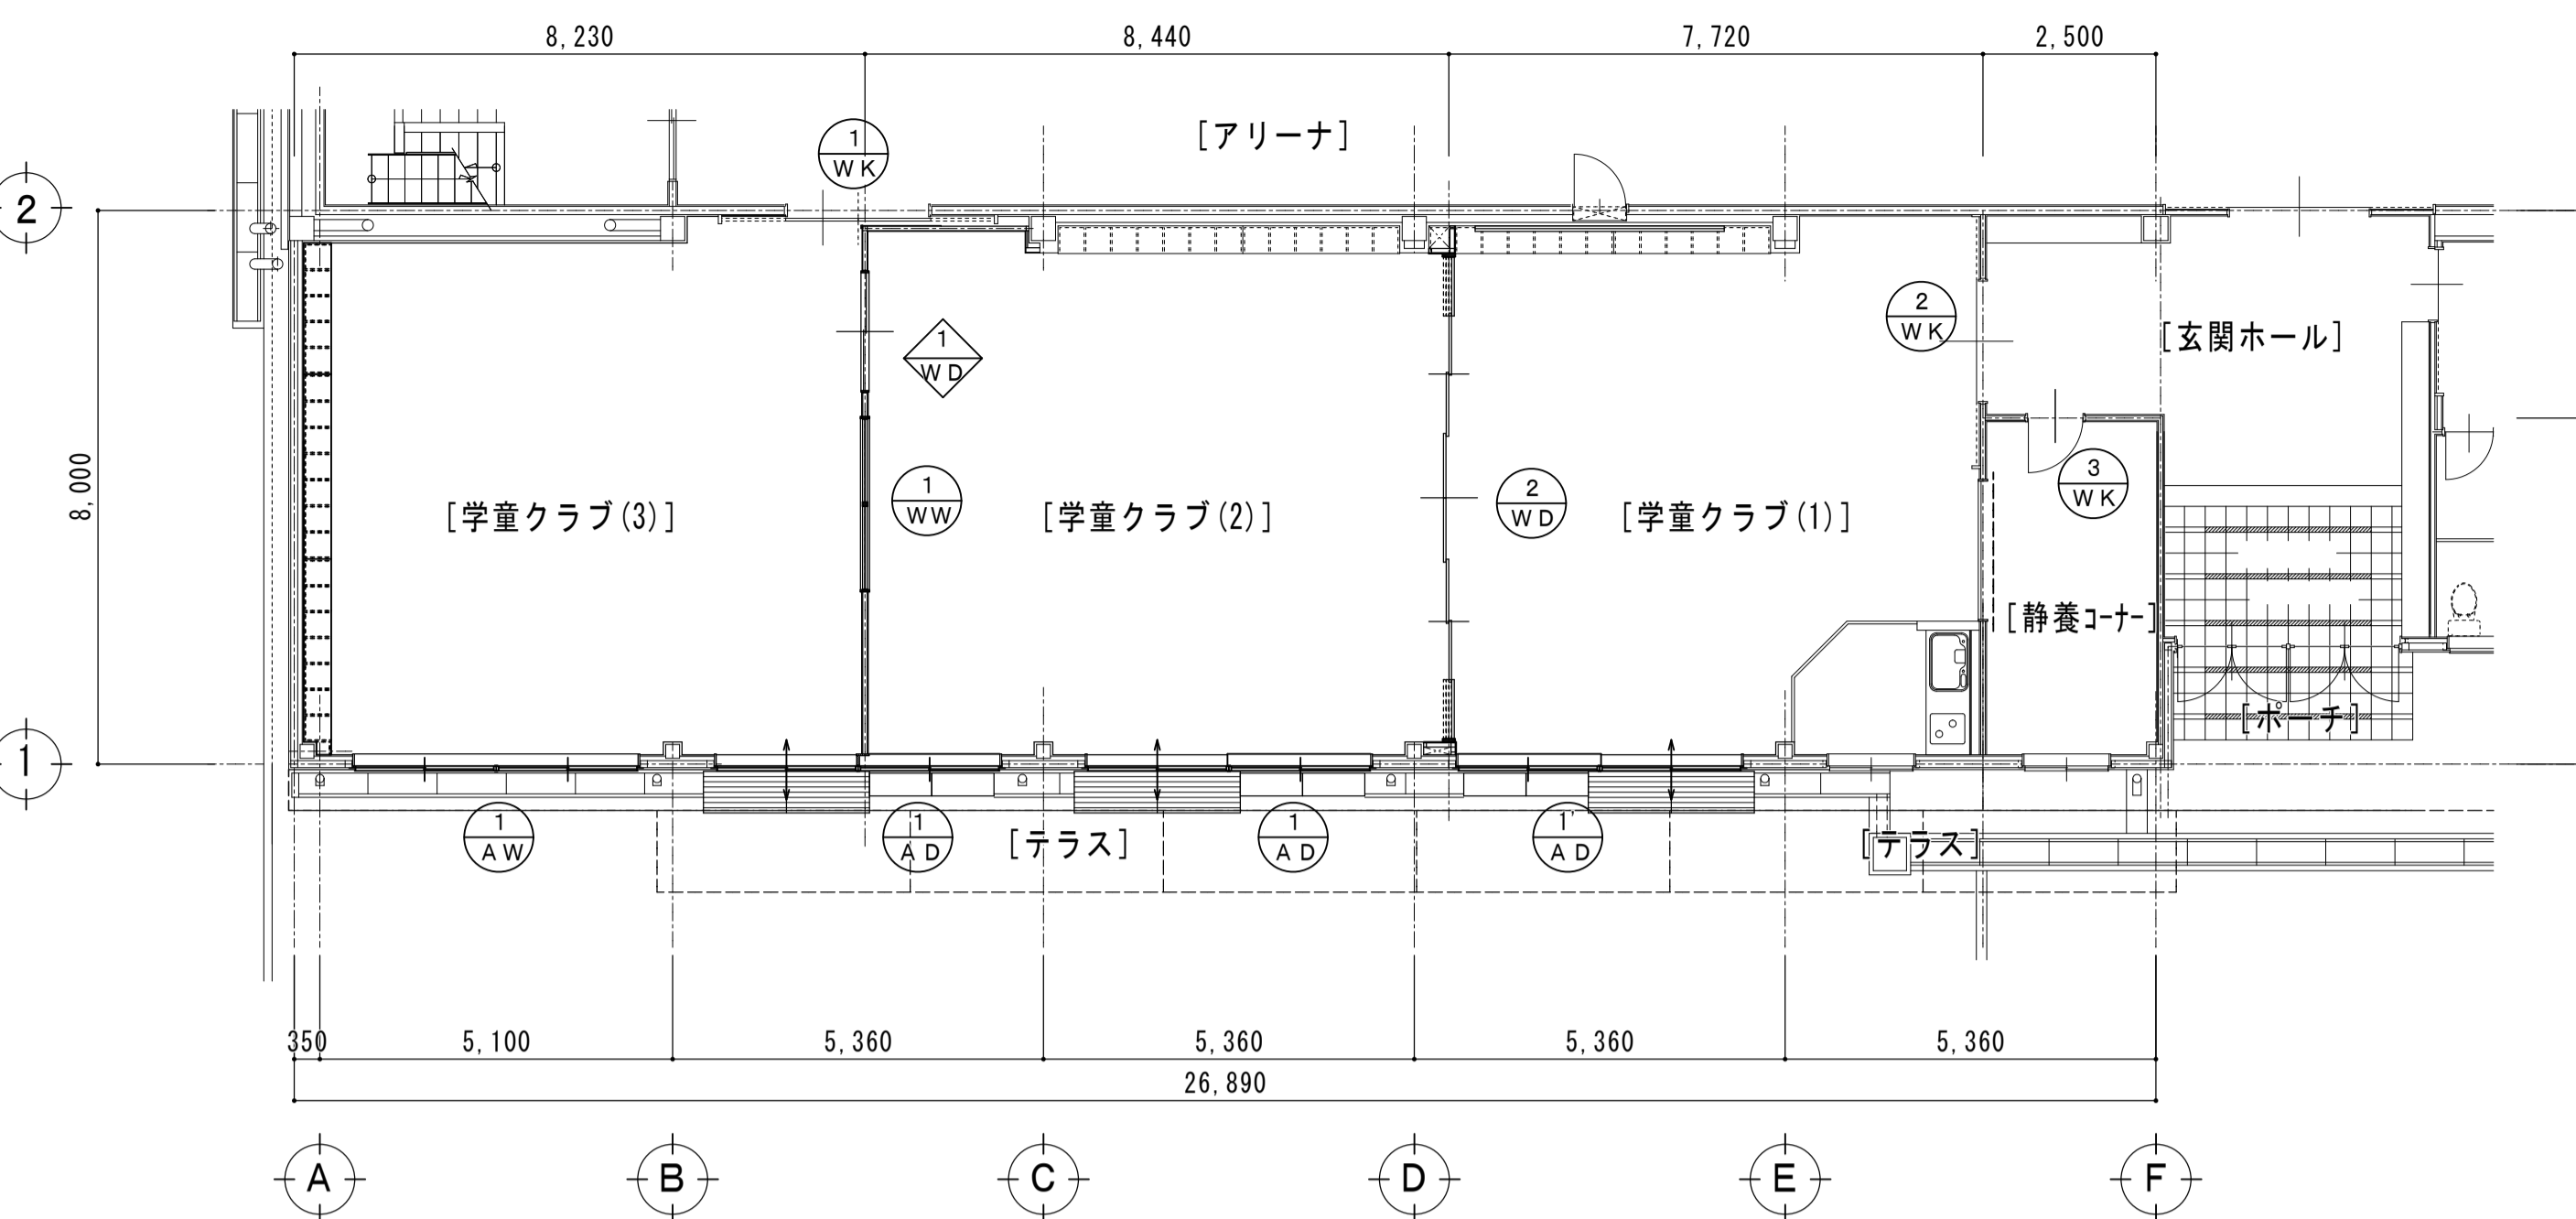 8,230
8,440
7,720
2,500
[アリーナ]
1
WK
2
2
WK
[玄関ホール]
1
WD
8,000
3
WK
1
WW
2
WD
[学童クラブ(3)]
[学童クラブ(2)]
[学童クラブ(1)]
[静養コーナー]
[ポーチ]
1
1
AW
1
AD
[テラス]
1
AD
1'
AD
[テラス]
350
5,100
5,360
5,360
5,360
5,360
26,890
A
B
C
D
E
F